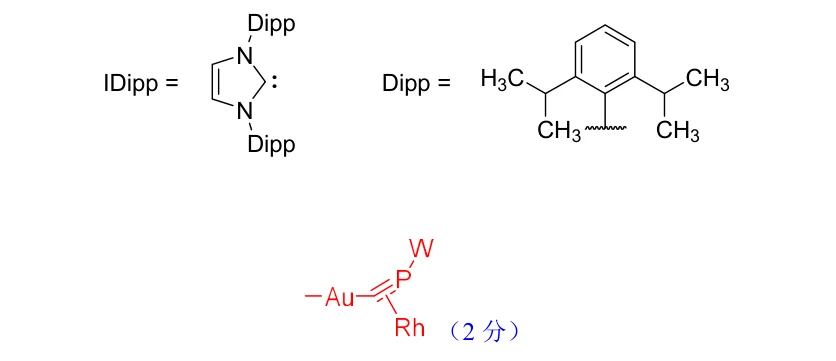 Dipp
IDipp =
N
N
:
Dipp
Dipp =
H₃C
CH₃
CH₃
CH₃
W
P
Au
Rh
（2 分）